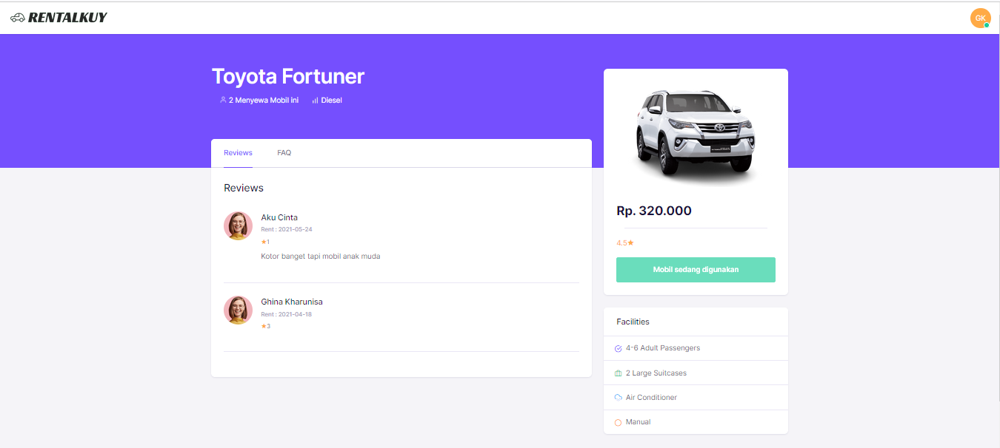 RENTALKUY
GK
Toyota Fortuner
2 Menyewa Mobil ini Diesel
Reviews FAQ
Reviews
Aku Cinta
Rent : 2021-05-24
★1
Kotor banget tapi mobil anak muda
Ghina Kharunisa
Rent : 2021-04-18
★3
Rp. 320.000
4.5★
Mobil sedang digunakan
Facilities
4-6 Adult Passengers
2 Large Suitcases
Air Conditioner
Manual